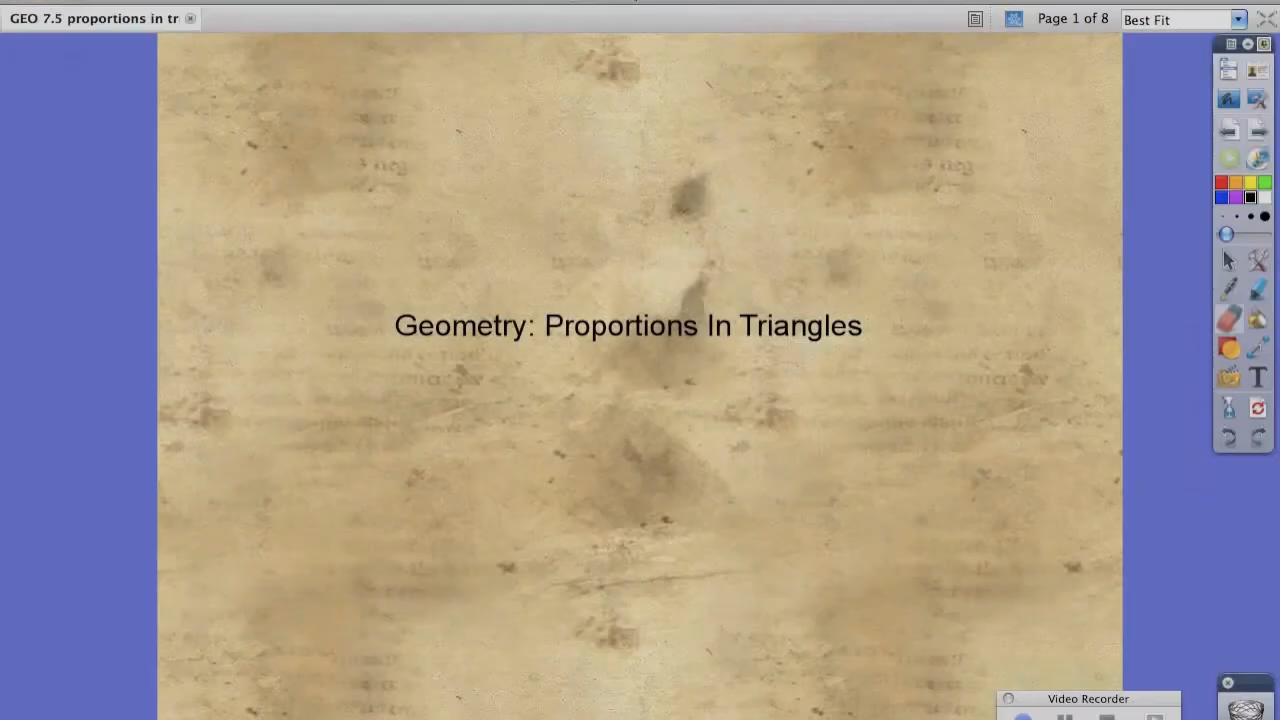 GEO 7.5 proportions in tr
Page 1 of 8
Best Fit
Geometry: Proportions In Triangles
T
Video Recorder